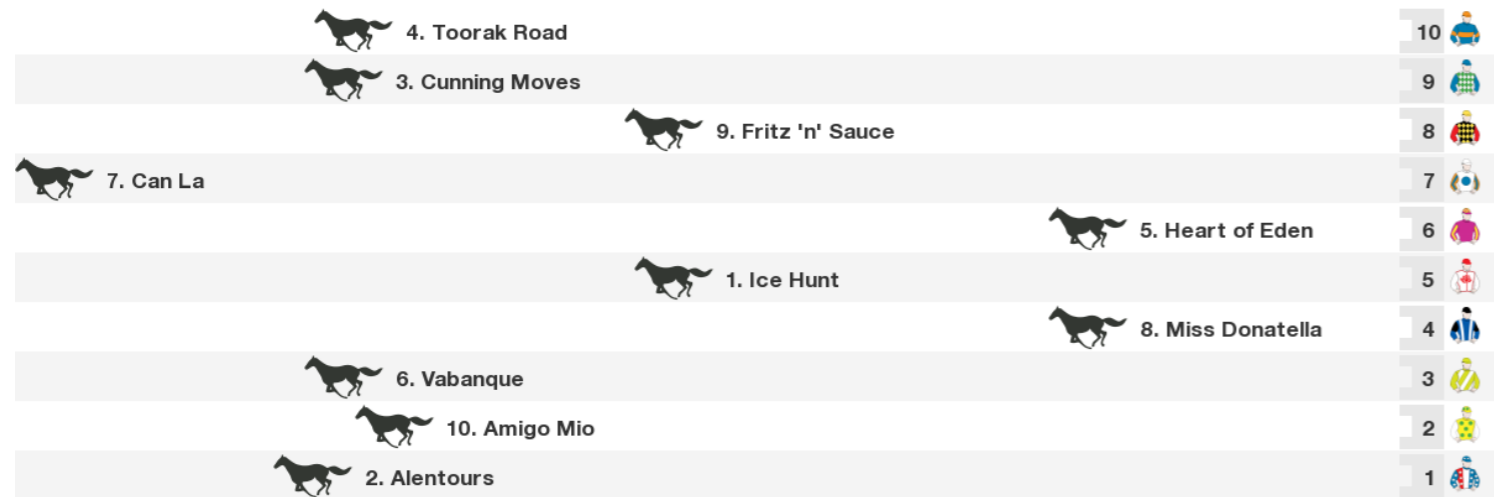 4. Toorak Road 10
3. Cunning Moves 9
9. Fritz 'n' Sauce 8
7. Can La 7
5. Heart of Eden 6
1. Ice Hunt 5
8. Miss Donatella 4
6. Vabanque 3
10. Amigo Mio 2
2. Alentours 1